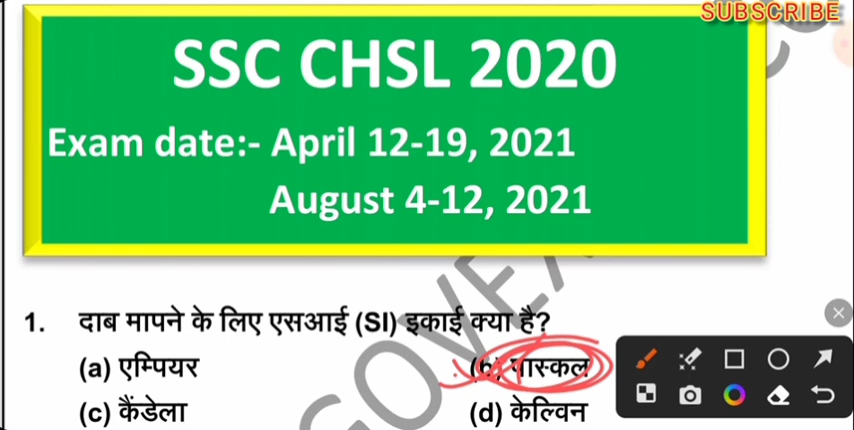 SUBSCRIBE
SSC CHSL 2020
Exam date:- April 12-19, 2021
August 4-12, 2021
1. दाब मापने के लिए एसआई (SI) इकाई क्या है?
(a) एम्पियर (b) पास्कल
(c) कैंडेला (d) केल्विन